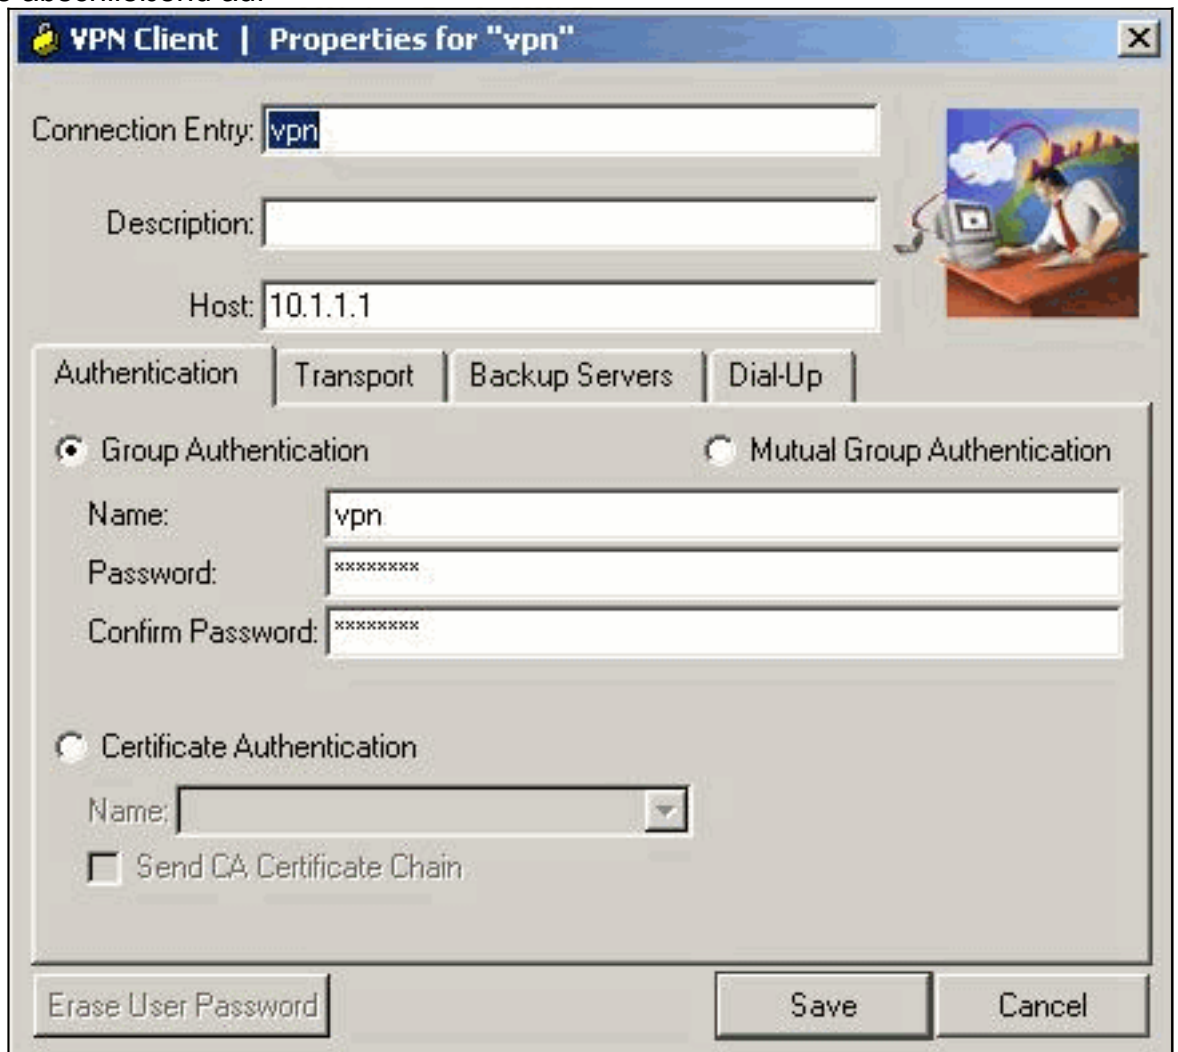 VPN Client | Properties for "vpn"
Connection Entry: vpn
Description:
Host: 10.1.1.1
Authentication Transport Backup Servers Dial-Up
Group Authentication Mutual Group Authentication
Name: vpn
Password: ********
Confirm Password: ********
Certificate Authentication
Name:
Send CA Certificate Chain
Erase User Password Save Cancel